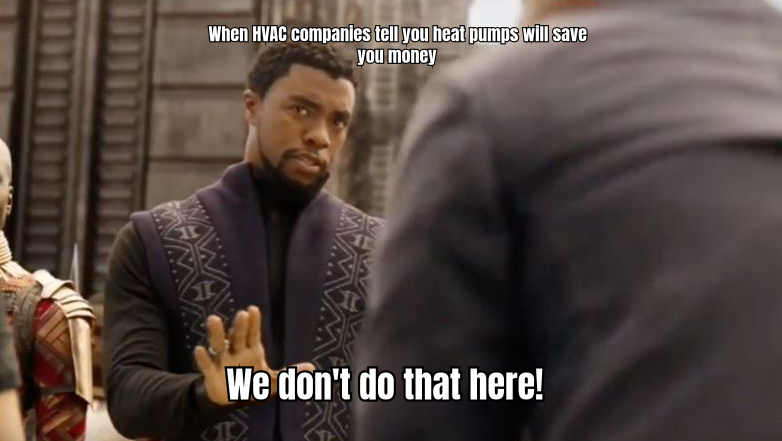 When HVAC companies tell you heat pumps will save
you money
We don't do that here!